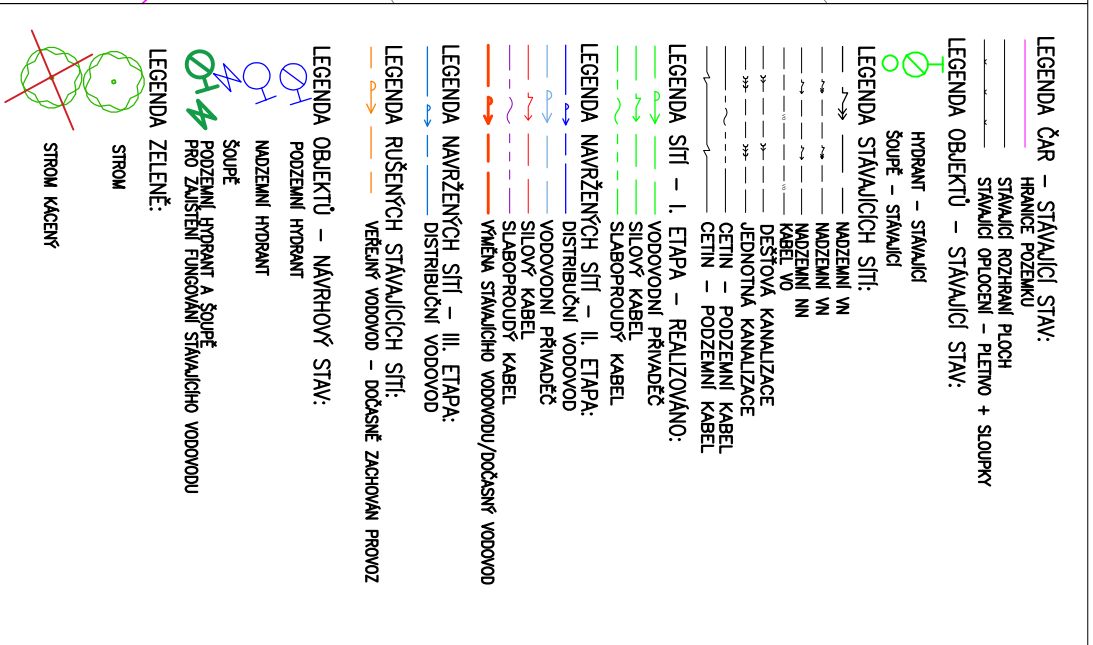 LEGENDA ČAR – STÁVAJÍCÍ STAV:
HRANICE POZEMKU
STÁVAJÍCÍ ROZHRANÍ PLOCH
STÁVAJÍCÍ OPLOCENÍ – PLETIVO + SLOUPKY
LEGENDA OBJEKTŮ – STÁVAJÍCÍ STAV:
HYDRANT – STÁVAJÍCÍ
ŠOUPĚ – STÁVAJÍCÍ
LEGENDA STÁVAJÍCÍCH SÍTÍ:
NADZEMNÍ VN
NADZEMNÍ VN
NADZEMNÍ NN
KABEL VO
DEŠŤOVÁ KANALIZACE
JEDNOTNÁ KANALIZACE
CETIN – PODZEMNÍ KABEL
CETIN – PODZEMNÍ KABEL
LEGENDA SÍTÍ – I. ETAPA – REALIZOVÁNO:
VODOVODNÍ PŘIVADĚČ
SILOVÝ KABEL
SLABOPROUDÝ KABEL
LEGENDA NAVRŽENÝCH SÍTÍ – II. ETAPA:
DISTRIBUČNÍ VODOVOD
VODOVODNÍ PŘIVADĚČ
SILOVÝ KABEL
SLABOPROUDÝ KABEL
VÝMĚNA STÁVAJÍCÍHO VODOVODU/DOČASNÝ VODOVOD
LEGENDA NAVRŽENÝCH SÍTÍ – III. ETAPA:
DISTRIBUČNÍ VODOVOD
LEGENDA RUŠENÝCH STÁVAJÍCÍCH SÍTÍ:
VEŘEJNÝ VODOVOD – DOČASNĚ ZACHOVÁN PROVOZ
LEGENDA OBJEKTŮ – NÁVRHOVÝ STAV:
PODZEMNÍ HYDRANT
NADZEMNÍ HYDRANT
ŠOUPĚ
PODZEMNÍ HYDRANT A ŠOUPĚ
PRO ZAJIŠTĚNÍ FUNGOVÁNÍ STÁVAJÍCÍHO VODOVODU
LEGENDA ZELENĚ:
STROM
STROM KÁCENÝ